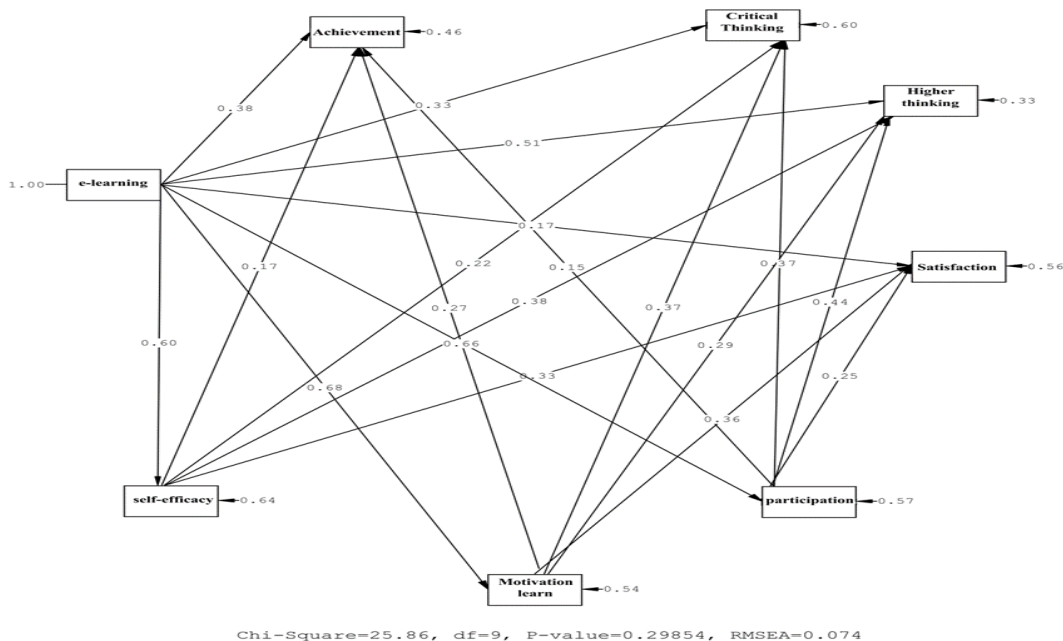 Critical
Thinking
0.60
Achievement
0.46
Higher
thinking
0.33
0.38
0.33
0.51
1.00
e-learning
0.17
0.22
0.17
0.15
0.37
Satisfaction
0.56
0.38
0.27
0.37
0.44
0.60
0.66
0.29
0.68
0.33
0.25
0.36
self-efficacy
0.64
participation
0.57
Motivation
learn
0.54
Chi-Square=25.86, df=9, P-value=0.29854, RMSEA=0.074